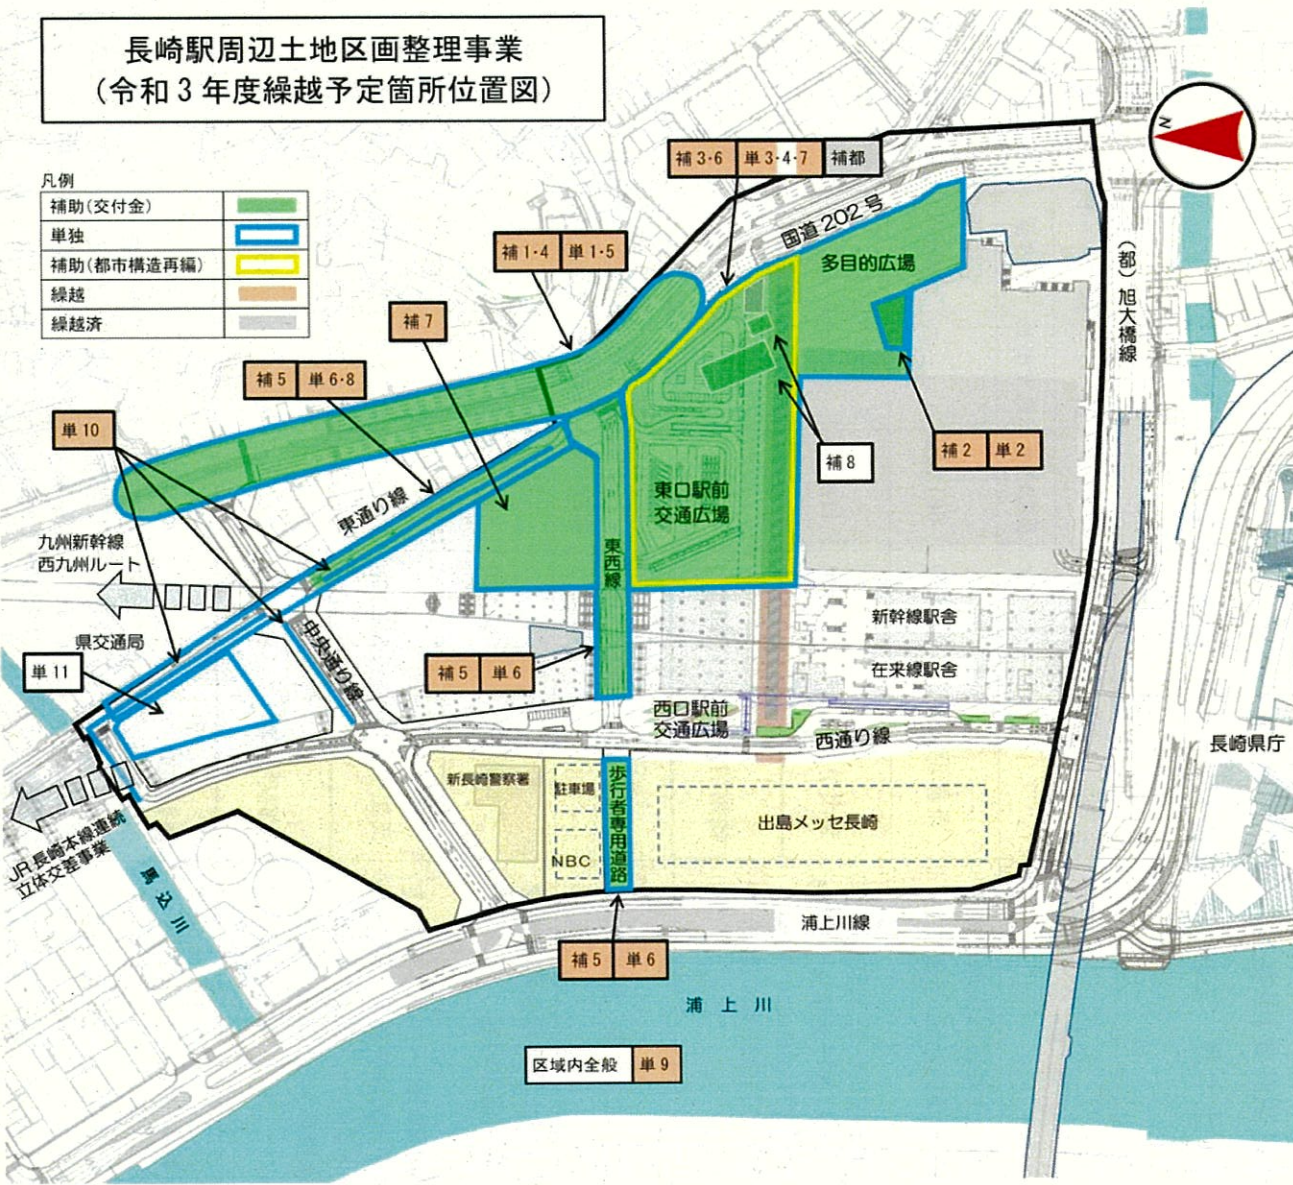 長崎駅周辺土地区画整理事業
（令和３年度繰越予定箇所位置図）
凡例
補助(交付金)
単独
補助(都市構造再編)
繰越
繰越済
N
補3･6 単3･4･7 補都
国道202号
多目的広場
補1･4 単1･5
補7
補5 単6･8
単10
補8
補2 単2
（都）旭大橋線
東口駅前
交通広場
東通り線
東西線
九州新幹線
西九州ルート
県交通局
中央通り線
単11
補5 単6
新幹線駅舎
在来線駅舎
西口駅前
交通広場
西通り線
長崎県庁
新長崎警察署
駐車場
NBC
歩行者専用道路
出島メッセ長崎
JR長崎本線連続
立体交差事業
馬込川
浦上川線
補5 単6
浦上川
区域内全般 単9